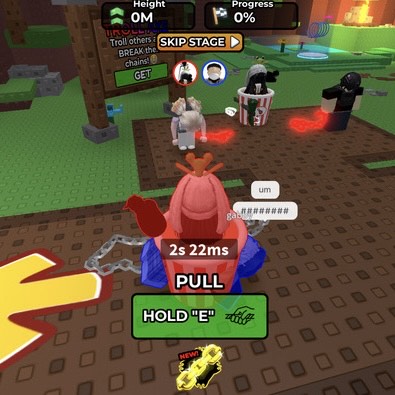 Height
0M
Progress
0%
Troll others
BREAK the
chains!
GET
SKIP STAGE
um
########
2s 22ms
PULL
HOLD "E"
NEW!